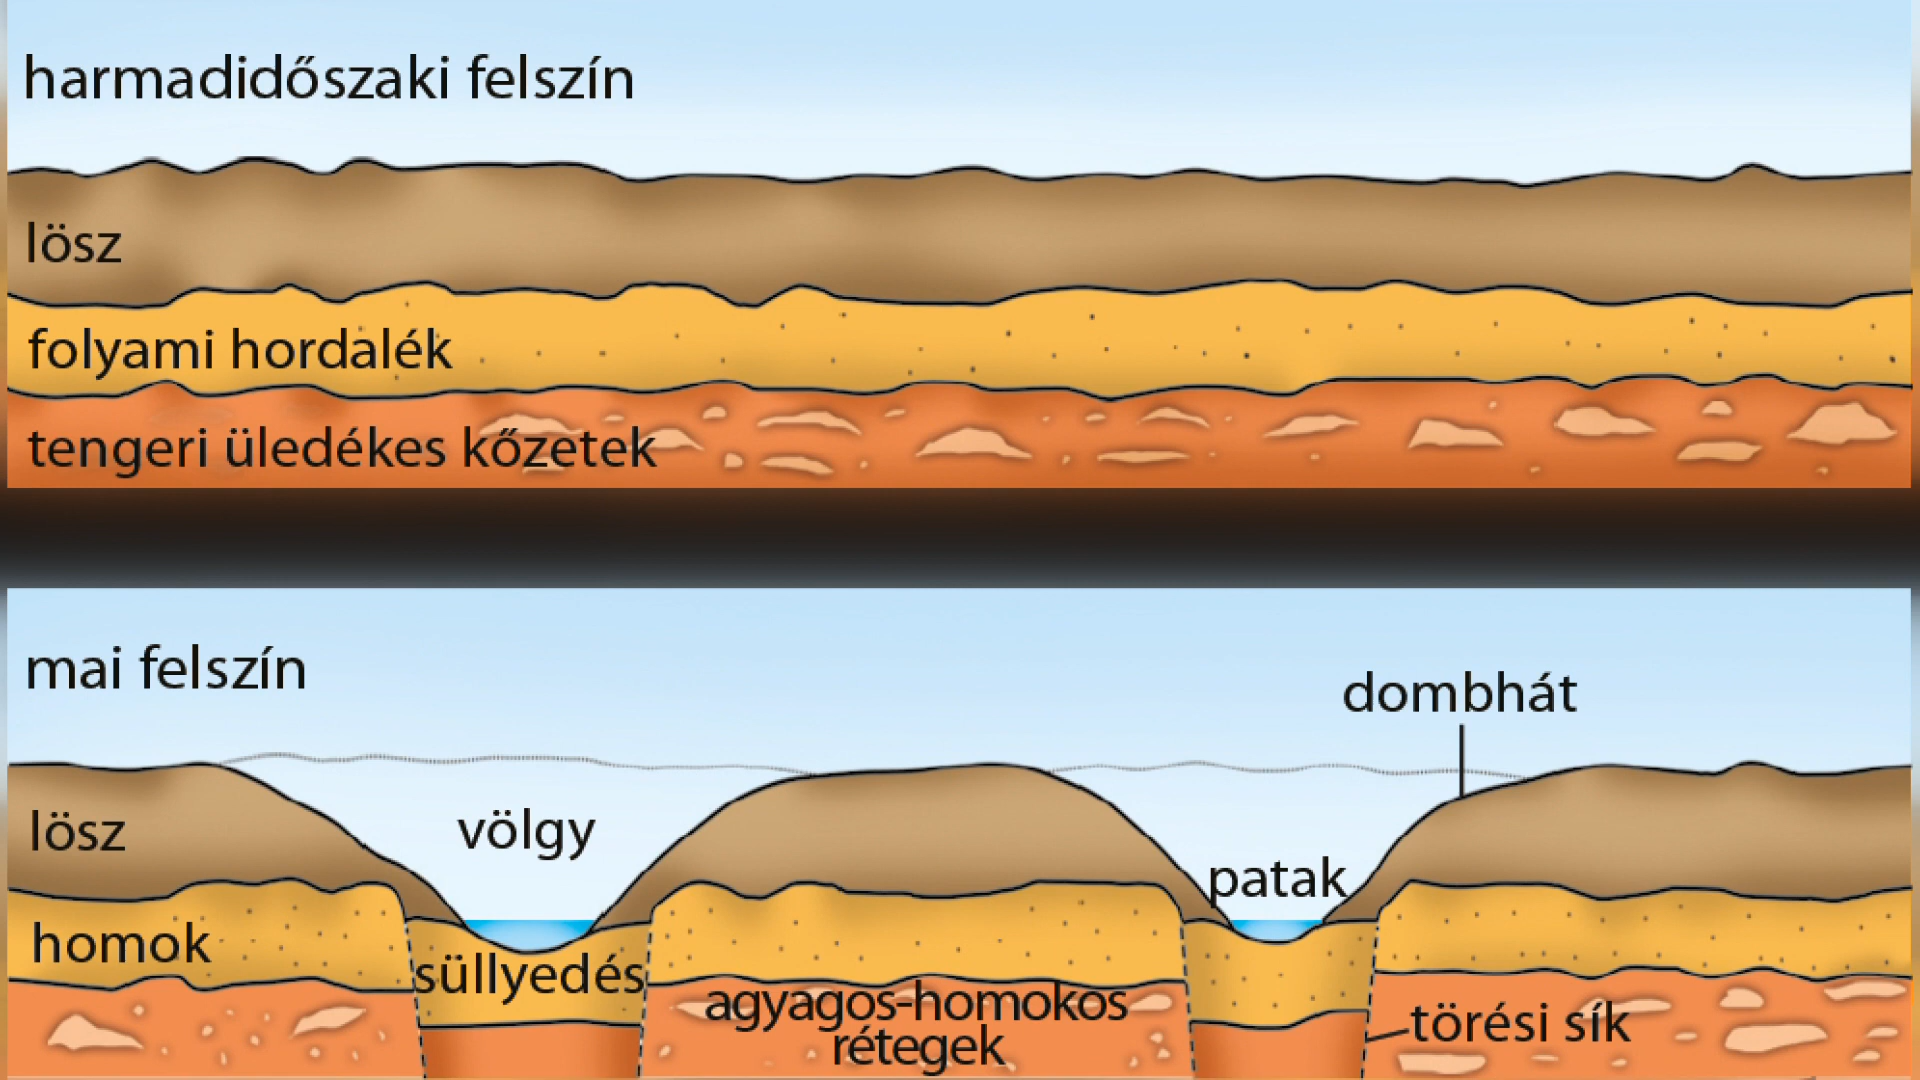 harmadidőszaki felszín
lösz
folyami hordalék
tengeri üledékes kőzetek
mai felszín
dombhát
lösz
völgy
patak
homok
süllyedés
agyagos-homokos
rétegek
törési sík